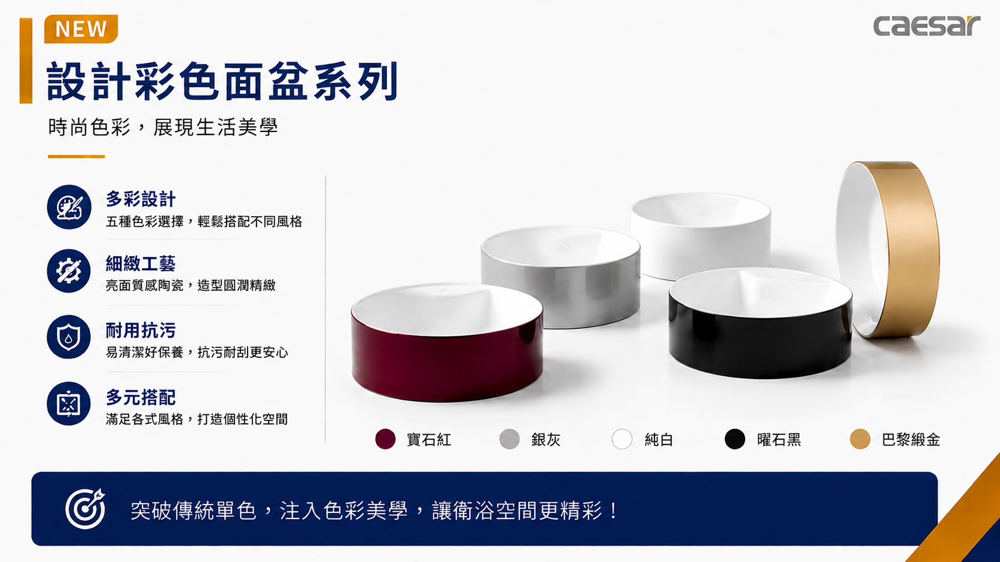 NEW
caesar
設計彩色面盆系列
時尚色彩，展現生活美學
多彩設計
五種色彩選擇，輕鬆搭配不同風格
細緻工藝
亮面質感陶瓷，造型圓潤精緻
耐用抗污
易清潔好保養，抗污耐刮更安心
多元搭配
滿足各式風格，打造個性化空間
寶石紅
銀灰
純白
曜石黑
巴黎緞金
突破傳統單色，注入色彩美學，讓衛浴空間更精彩！